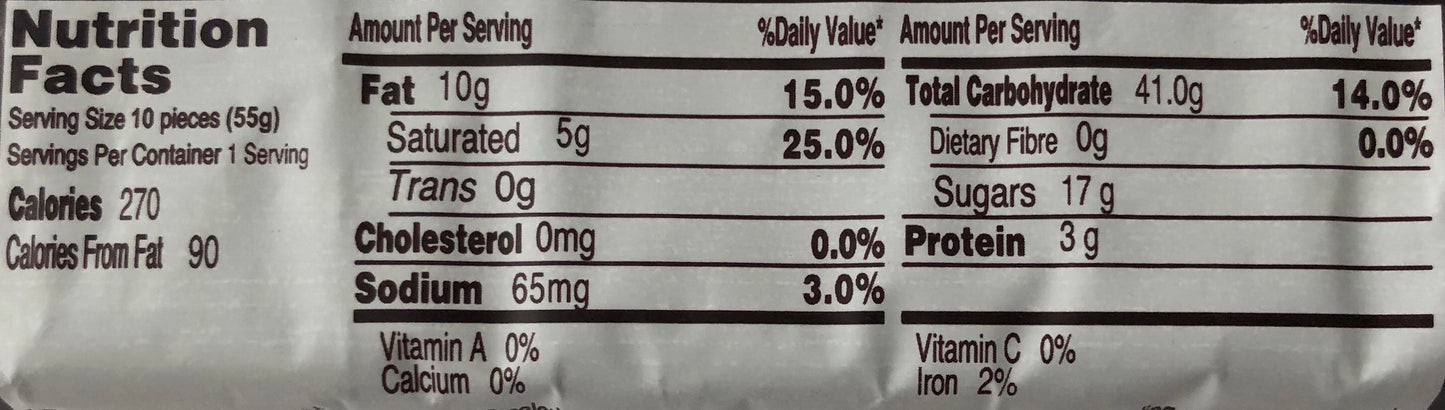 Nutrition
Facts
Serving Size 10 pieces (55g)
Servings Per Container 1 Serving
Calories 270
Calories From Fat 90
Amount Per Serving %Daily Value*
Fat 10g 15.0%
Saturated 5g 25.0%
Trans 0g
Cholesterol 0mg 0.0%
Sodium 65mg 3.0%
Vitamin A 0%
Calcium 0%
Amount Per Serving %Daily Value*
Total Carbohydrate 41.0g 14.0%
Dietary Fibre 0g 0.0%
Sugars 17 g
Protein 3 g
Vitamin C 0%
Iron 2%